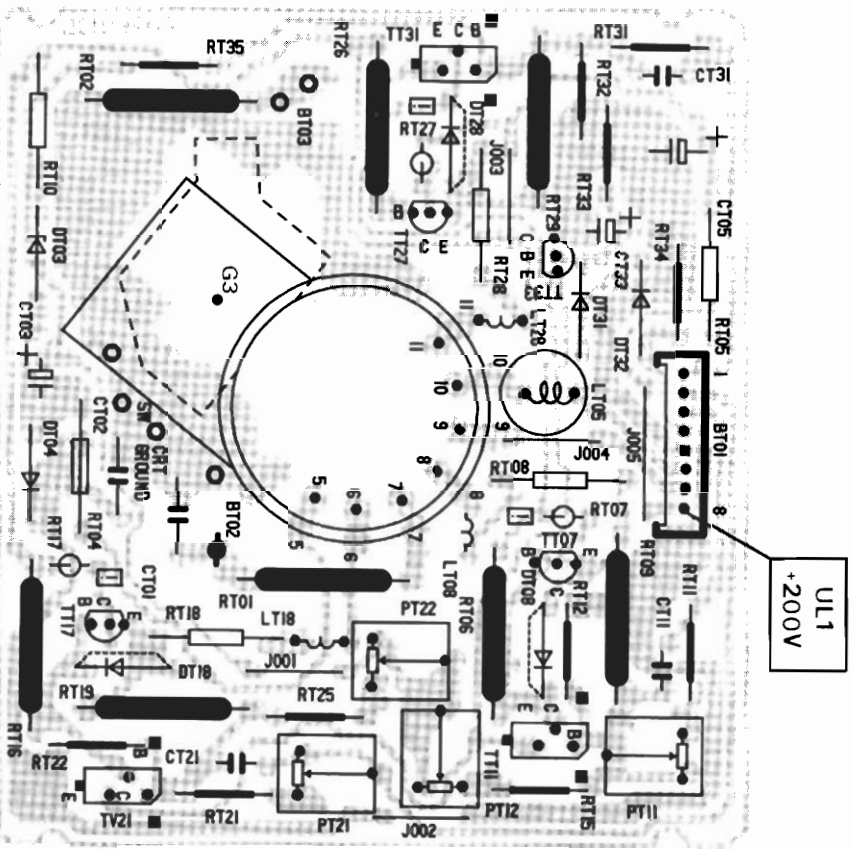 RT35
RT26
TT31
E C B
RT31
RT02
BT03
RT27
DT28
J003
RT32
CT31
RT10
RT33
DT03
B
C E
TT27
RT28
RT29
C B E
TT33
CT33
RT34
CT05
G3
CT03
11
LT28
DT31
DT32
RT05
11
10
10
LT05
1
BT01
8
CT02
SW
CRT
GROUND
9
9
J004
J005
DT04
RT04
RT17
BT02
5
6
7
8
8
5
6
7
RT08
RT07
LT08
TT07
B
C
E
RT09
UL1
+200V
CT01
TT17
B C E
RT18
RT01
LT18
PT22
RT06
DT08
RT12
CT11
RT11
DT18
J001
RT19
RT25
RT16
RT22
B
CT21
E
C
TV21
RT21
PT21
J002
E
C
B
TT11
PT12
RT15
PT11